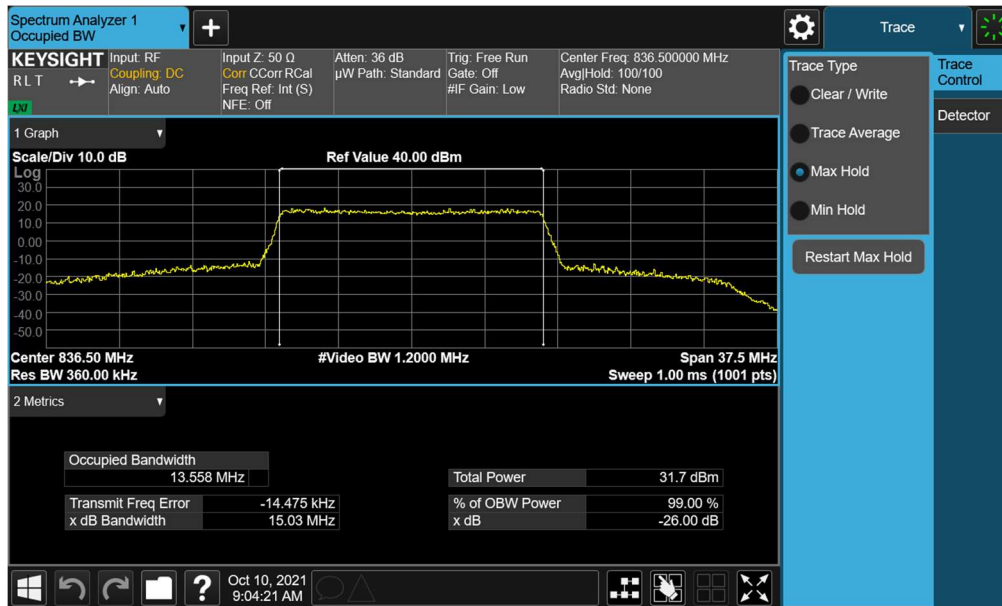 Spectrum Analyzer 1
Occupied BW
Trace
KEYSIGHT
R L T
LXI
Input: RF
Coupling: DC
Align: Auto
Input Z: 50 Ω
Corr CCorr RCal
Freq Ref: Int (S)
NFE: Off
Atten: 36 dB
µW Path: Standard
Trig: Free Run
Gate: Off
#IF Gain: Low
Center Freq: 836.500000 MHz
Avg|Hold: 100/100
Radio Std: None
1 Graph
Scale/Div 10.0 dB
Ref Value 40.00 dBm
Log
30.0
20.0
10.0
0.00
-10.0
-20.0
-30.0
-40.0
-50.0
Center 836.50 MHz
#Video BW 1.2000 MHz
Span 37.5 MHz
Res BW 360.00 kHz
Sweep 1.00 ms (1001 pts)
2 Metrics
Occupied Bandwidth
13.558 MHz
Total Power 31.7 dBm
Transmit Freq Error -14.475 kHz
% of OBW Power 99.00 %
x dB Bandwidth 15.03 MHz
x dB -26.00 dB
Trace Type
Clear / Write
Trace Average
Max Hold
Min Hold
Restart Max Hold
Trace
Control
Detector
?
Oct 10, 2021
9:04:21 AM